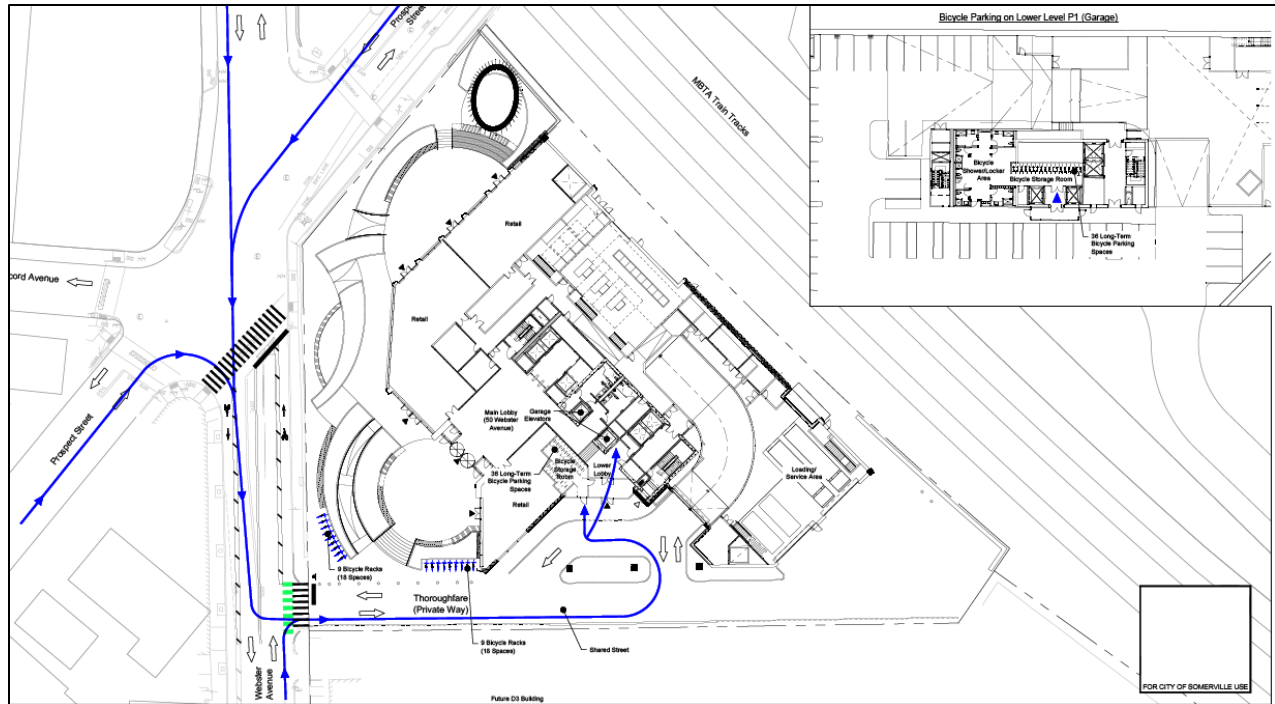 Prospect
Street
Prospe
Street
Bicycle Parking on Lower Level P1 (Garage)
MBTA Train Tracks
Bicycle
Shower/Locker
Area
Bicycle Storage Room
36 Long-Term
Bicycle Parking
Spaces
cord Avenue
Retail
Retail
Prospect Street
Main Lobby
(50 Webster
Avenue)
Garage
Elevators
36 Long-Term
Bicycle Parking
Spaces
Bicycle
Storage
Room
Lower
Lobby
Loading/
Service Area
Retail
9 Bicycle Racks
(18 Spaces)
Thoroughfare
(Private Way)
9 Bicycle Racks
(18 Spaces)
Shared Street
Webster
Avenue
Future D3 Building
FOR CITY OF SOMERVILLE USE